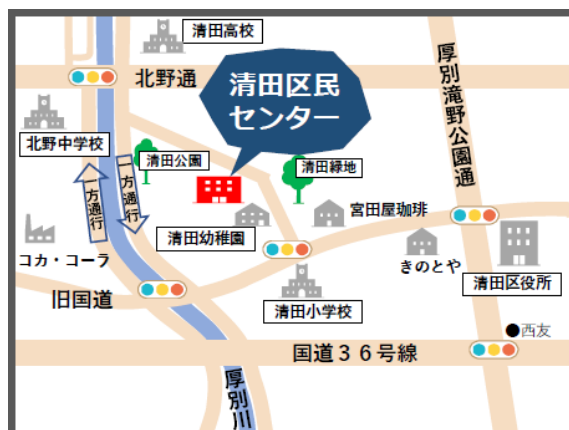 清田高校
北野通
清田区民
センター
厚別滝野公園通
北野中学校
清田公園
清田緑地
一方通行
一方通行
宮田屋珈琲
清田幼稚園
コカ・コーラ
きのとや
清田区役所
旧国道
清田小学校
●西友
国道36号線
厚別川